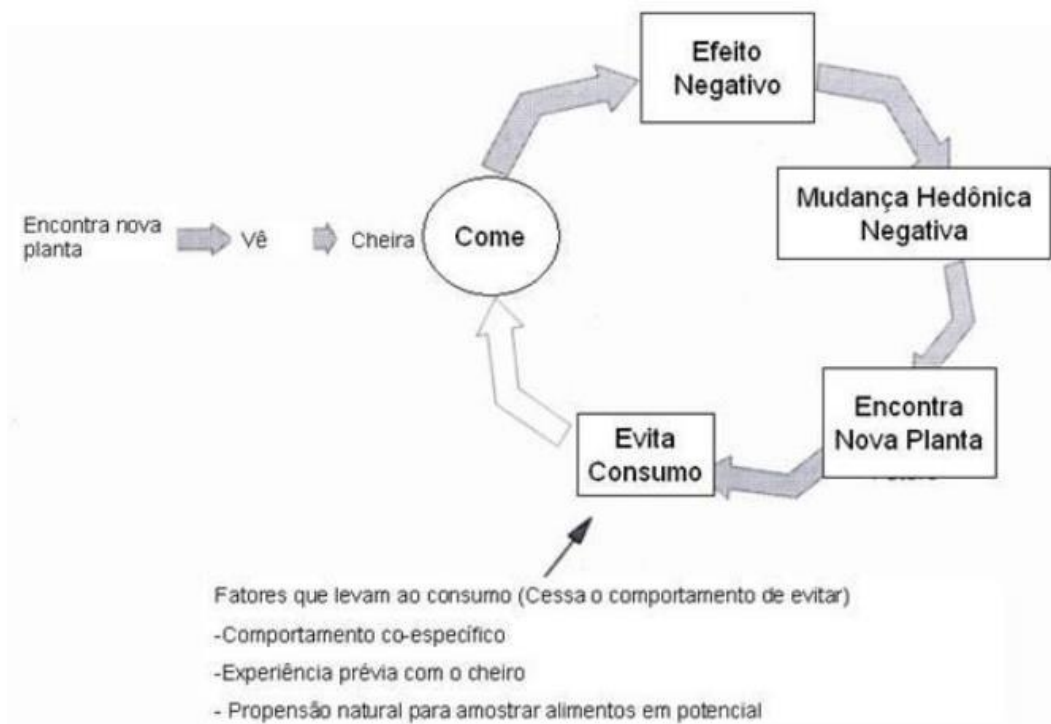 Efeito
Negativo
Mudança Hedônica
Negativa
Encontra nova
planta
Vê
Cheira
Come
Encontra
Nova Planta
Evita
Consumo
Fatores que levam ao consumo (Cessa o comportamento de evitar)
-Comportamento co-específico
-Experiência prévia com o cheiro
- Propensão natural para amostrar alimentos em potencial